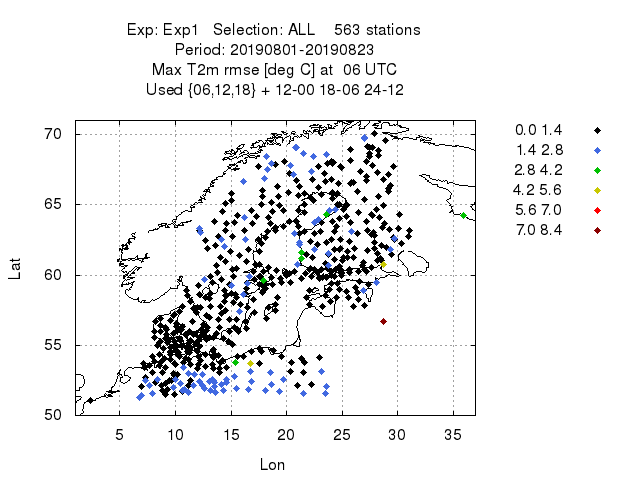 Exp: Exp1   Selection: ALL    563 stations
Period: 20190801-20190823
Max T2m rmse [deg C] at  06 UTC
Used {06,12,18} + 12-00 18-06 24-12
70
65
60
55
50
Lat
5 10 15 20 25 30 35
Lon
0.0 1.4
1.4 2.8
2.8 4.2
4.2 5.6
5.6 7.0
7.0 8.4